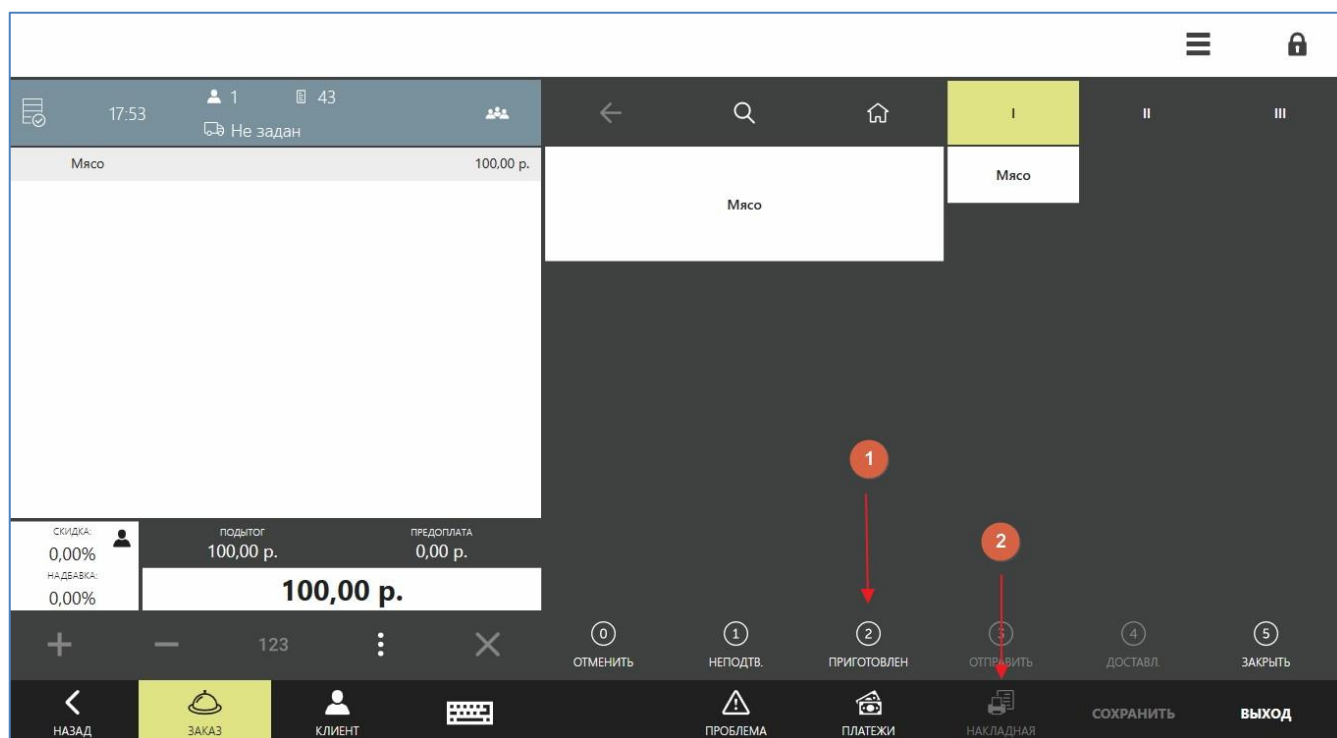 17:53
1
43
Не задан
I
II
III
Мясо
100,00 р.
Мясо
Мясо
1
2
СКИДКА:
0,00%
НАДБАВКА:
0,00%
ПОДЫТОГ
100,00 р.
ПРЕДОПЛАТА
0,00 р.
100,00 р.
123
0
ОТМЕНИТЬ
1
НЕПОДТВ.
2
ПРИГОТОВЛЕН
3
ОТПРАВИТЬ
4
ДОСТАВЛ.
5
ЗАКРЫТЬ
НАЗАД
ЗАКАЗ
КЛИЕНТ
ПРОБЛЕМА
ПЛАТЕЖИ
НАКЛАДНАЯ
СОХРАНИТЬ
ВЫХОД